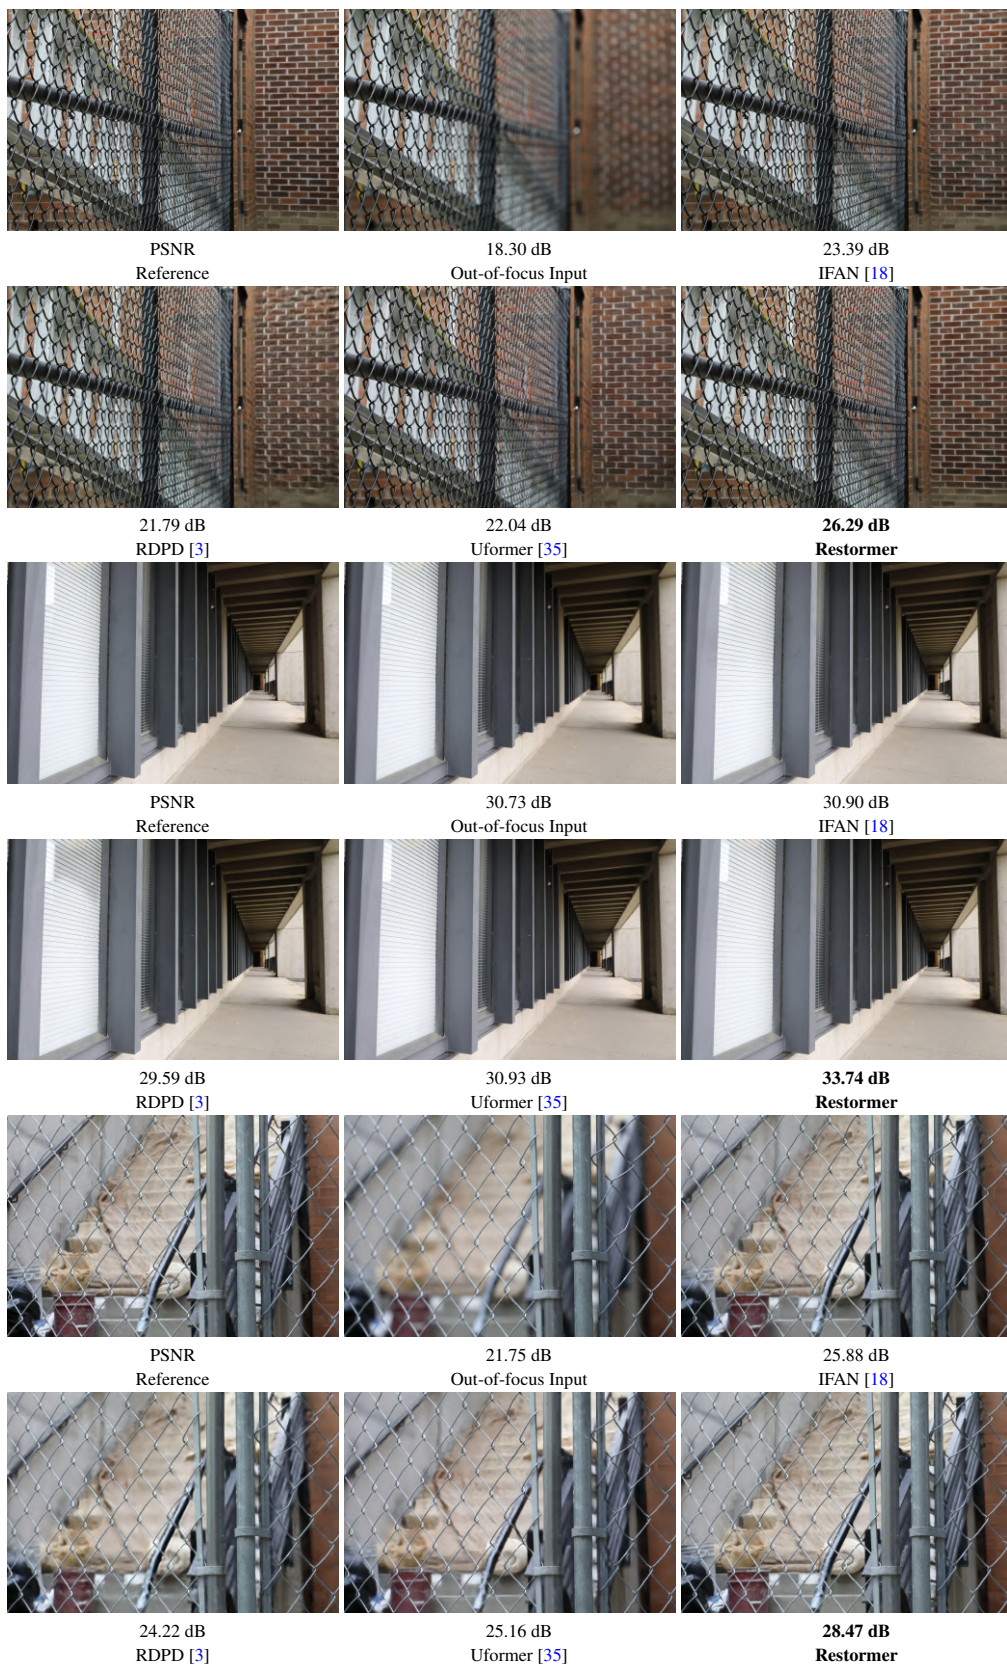 PSNR 18.30 dB 23.39 dB
Reference Out-of-focus Input IFAN [18]
21.79 dB 22.04 dB 26.29 dB
RDPD [3] Uformer [35] Restormer
PSNR 30.73 dB 30.90 dB
Reference Out-of-focus Input IFAN [18]
29.59 dB 30.93 dB 33.74 dB
RDPD [3] Uformer [35] Restormer
PSNR 21.75 dB 25.88 dB
Reference Out-of-focus Input IFAN [18]
24.22 dB 25.16 dB 28.47 dB
RDPD [3] Uformer [35] Restormer